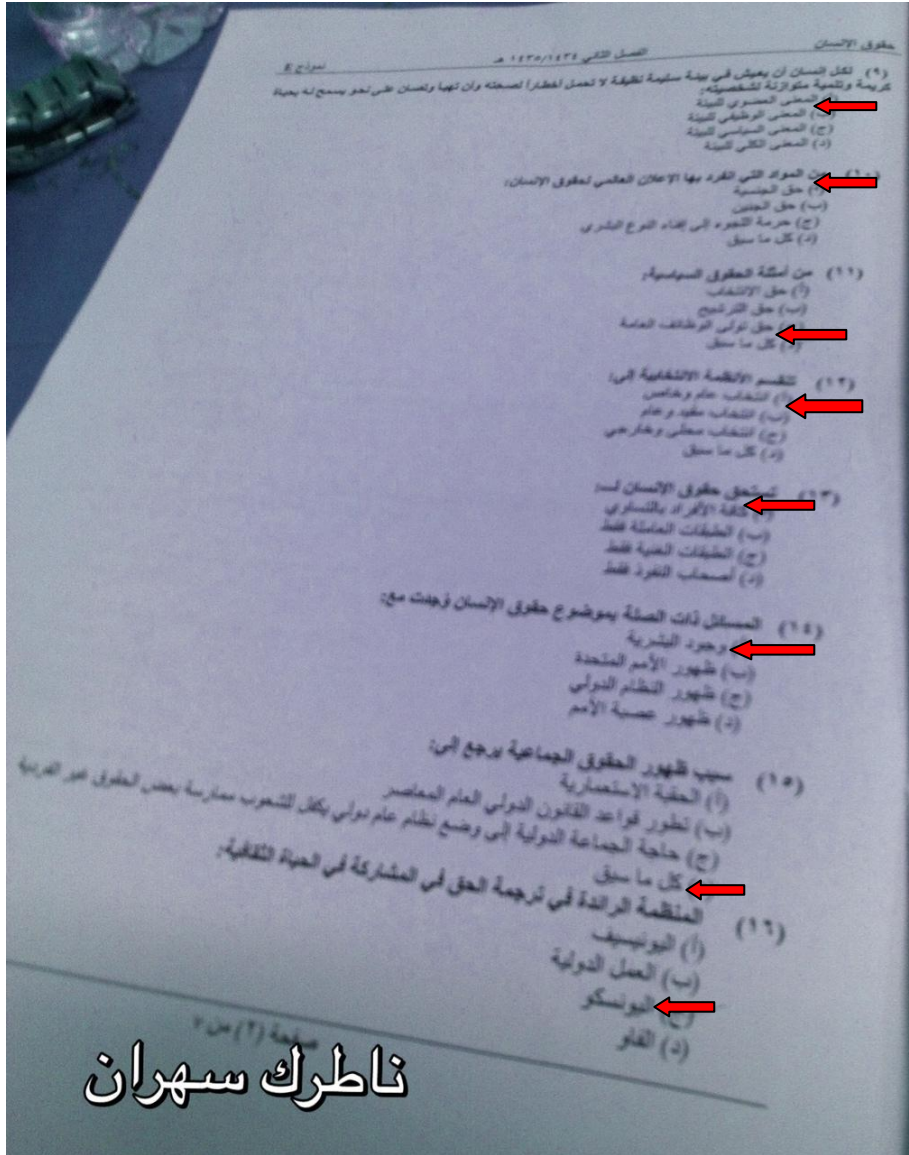 حقوق الإنسان
الفصل الثاني ١٤٣٥/١٤٣٤ هـ
نموذج E
(٩) لكل إنسان أن يعيش في بيئة سليمة نظيفة لا تحمل أخطاراً لصحته وأن تهيأ وتصان على نحو يسمح له بحياة
كريمة وتنمية متوازنة لشخصيته:
المعنى العضوي للبيئة
(ب) المعنى الوظيفي للبيئة
(ج) المعنى السياسي للبيئة
(د) المعنى الكلي للبيئة
(١٠) من المواد التي انفرد بها الإعلان العالمي لحقوق الإنسان:
(أ) حق الجنسية
(ب) حق الجنين
(ج) حرمة اللجوء إلى إفناء النوع البشري
(د) كل ما سبق
(١١) من أمثلة الحقوق السياسية:
(أ) حق الانتخاب
(ب) حق الترشيح
حق تولى الوظائف العامة
(د) كل ما سبق
(١٢) تنقسم الأنظمة الانتخابية إلى:
(أ) انتخاب عام وخاص
(ب) انتخاب مقيد وعام
(ج) انتخاب محلي وخارجي
(د) كل ما سبق
(١٣) تستحق حقوق الإنسان لـ:
(أ) كافة الأفراد بالتساوي
(ب) الطبقات العاملة فقط
(ج) الطبقات الغنية فقط
(د) أصحاب النفوذ فقط
(١٤) المسائل ذات الصلة بموضوع حقوق الإنسان وُجدت مع:
وجود البشرية
(ب) ظهور الأمم المتحدة
(ج) ظهور النظام الدولي
(د) ظهور عصبة الأمم
(١٥) سبب ظهور الحقوق الجماعية يرجع إلى:
(أ) الحقبة الاستعمارية
(ب) تطور قواعد القانون الدولي العام المعاصر
(ج) حاجة الجماعة الدولية إلى وضع نظام عام دولي يكفل للشعوب ممارسة بعض الحقوق غير الفردية
كل ما سبق
(١٦) المنظمة الرائدة في ترجمة الحق في المشاركة في الحياة الثقافية:
(أ) اليونيسيف
(ب) العمل الدولية
(ج) اليونسكو
(د) الفاو
صفحة (٢) من ٧
ناطرك سهران